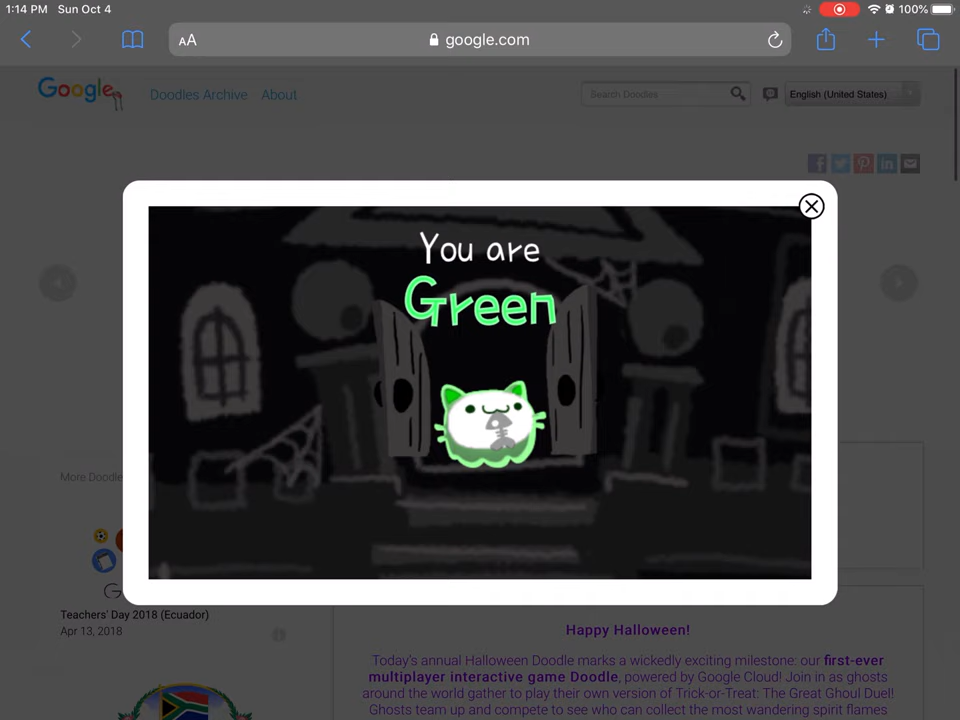 1:14 PM Sun Oct 4
100%
AA
google.com
Google
Doodles Archive About
Search Doodles
English (United States)
You are
Green
More Doodle
Teachers' Day 2018 (Ecuador)
Apr 13, 2018
Happy Halloween!
Today's annual Halloween Doodle marks a wickedly exciting milestone: our first-ever
multiplayer interactive game Doodle, powered by Google Cloud! Join in as ghosts
around the world gather to play their own version of Trick-or-Treat: The Great Ghoul Duel!
Ghosts team up and compete to see who can collect the most wandering spirit flames